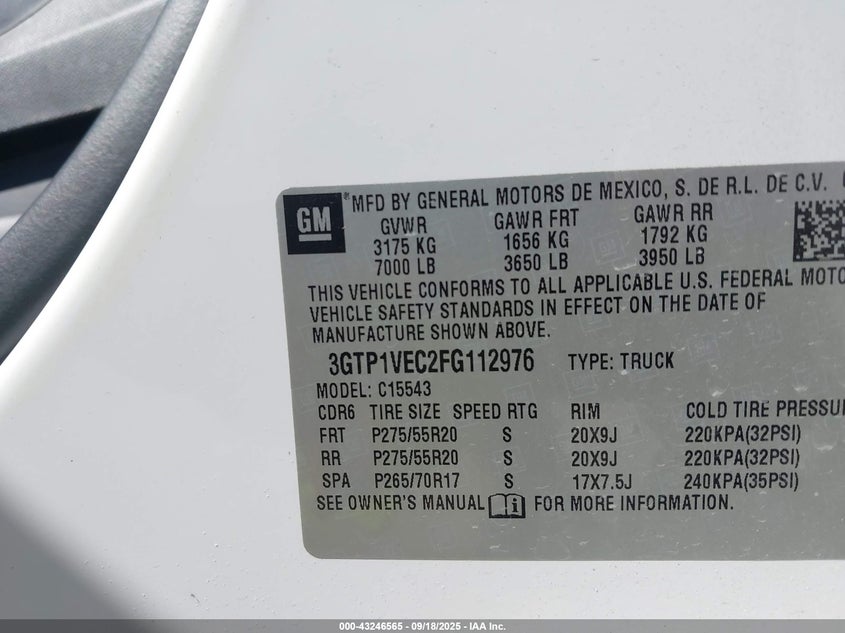 GM
*MFD BY GENERAL MOTORS DE MEXICO, S. DE R.L. DE C.V.
GVWR GAWR FRT GAWR RR
3175 KG 1656 KG 1792 KG
7000 LB 3650 LB 3950 LB
THIS VEHICLE CONFORMS TO ALL APPLICABLE U.S. FEDERAL MOTO
VEHICLE SAFETY STANDARDS IN EFFECT ON THE DATE OF
MANUFACTURE SHOWN ABOVE.
3GTP1VEC2FG112976 TYPE: TRUCK
MODEL: C15543
CDR6 TIRE SIZE SPEED RTG RIM COLD TIRE PRESSU
FRT P275/55R20 S 20X9J 220KPA(32PSI)
RR P275/55R20 S 20X9J 220KPA(32PSI)
SPA P265/70R17 S 17X7.5J 240KPA(35PSI)
SEE OWNER'S MANUAL FOR MORE INFORMATION.
000-43246565 - 09/18/2025 - IAA Inc.